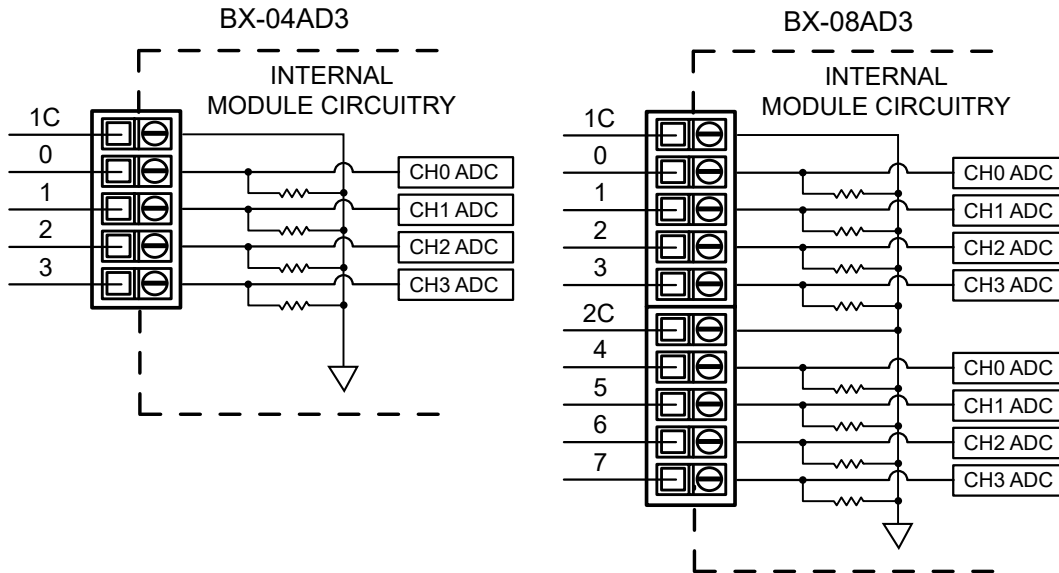 BX-04AD3
INTERNAL
MODULE CIRCUITRY
1C
0
1
2
3
CH0 ADC
CH1 ADC
CH2 ADC
CH3 ADC
BX-08AD3
INTERNAL
MODULE CIRCUITRY
1C
0
1
2
3
2C
4
5
6
7
CH0 ADC
CH1 ADC
CH2 ADC
CH3 ADC
CH0 ADC
CH1 ADC
CH2 ADC
CH3 ADC